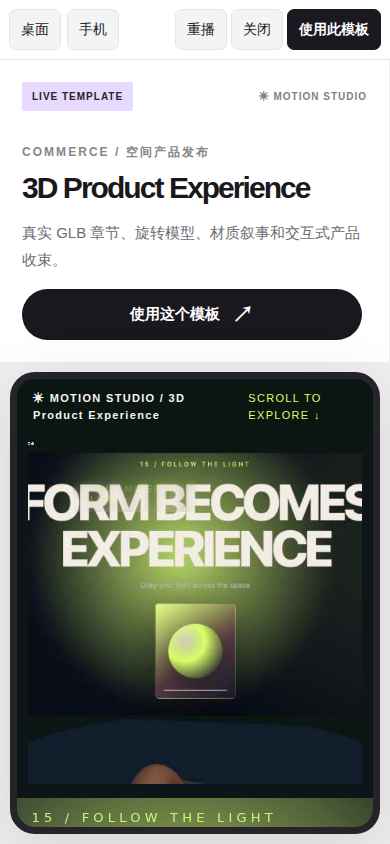 桌面 手机 重播 关闭 使用此模板
LIVE TEMPLATE ✷ MOTION STUDIO
COMMERCE / 空间产品发布
3D Product Experience
真实 GLB 章节、旋转模型、材质叙事和交互式产品
收束。
使用这个模板 ↗
✷ MOTION STUDIO / 3D
Product Experience
SCROLL TO
EXPLORE ↓
15 / FOLLOW THE LIGHT
FORM BECOMES
EXPERIENCE
Drag your light across the space
15 / FOLLOW THE LIGHT